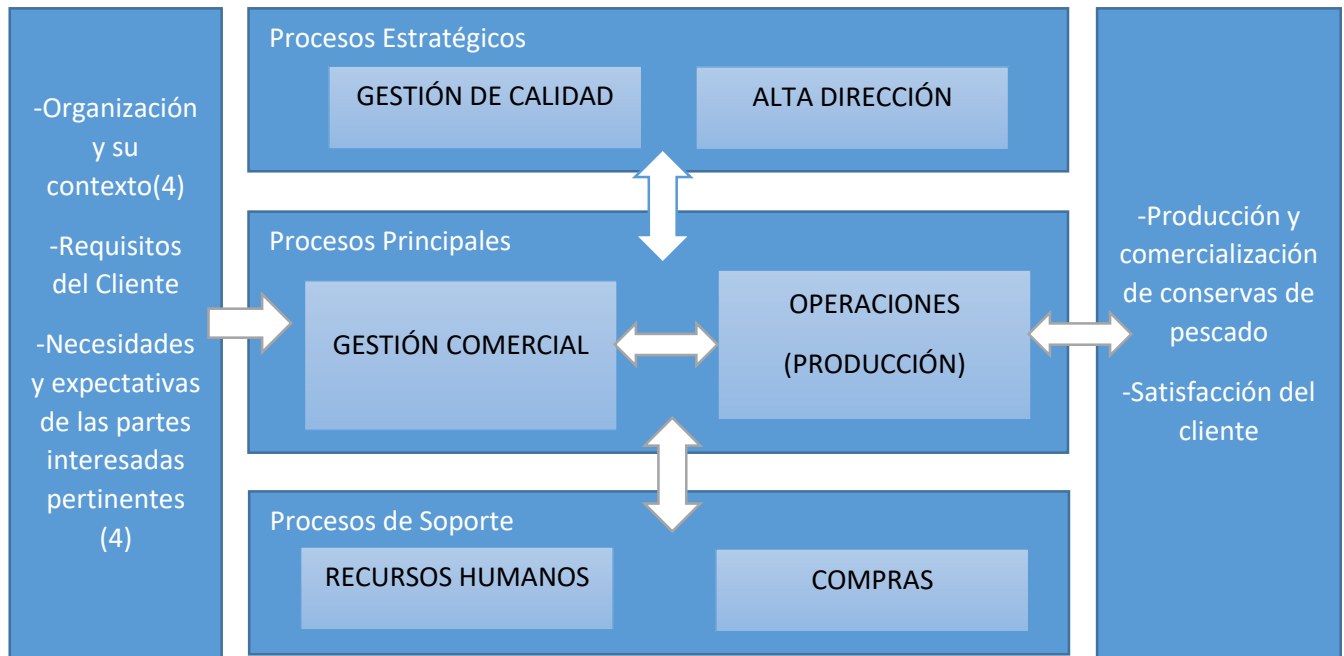 -Organización
y su
contexto(4)
-Requisitos
del Cliente
-Necesidades
y expectativas
de las partes
interesadas
pertinentes
(4)
Procesos Estratégicos
GESTIÓN DE CALIDAD
ALTA DIRECCIÓN
Procesos Principales
GESTIÓN COMERCIAL
OPERACIONES
(PRODUCCIÓN)
Procesos de Soporte
RECURSOS HUMANOS
COMPRAS
-Producción y
comercialización
de conservas de
pescado
-Satisfacción del
cliente